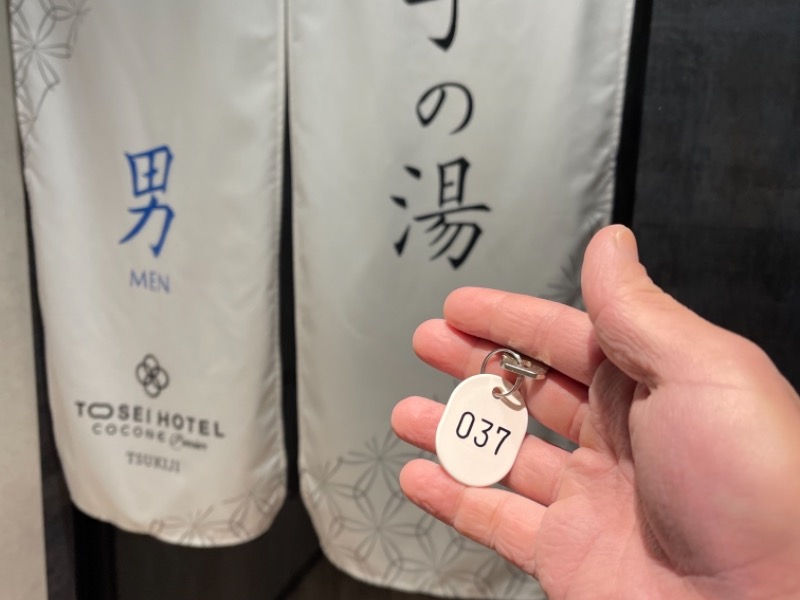 男
MEN
TOSEI HOTEL
COCONE
TSUKIJI
の
湯
037